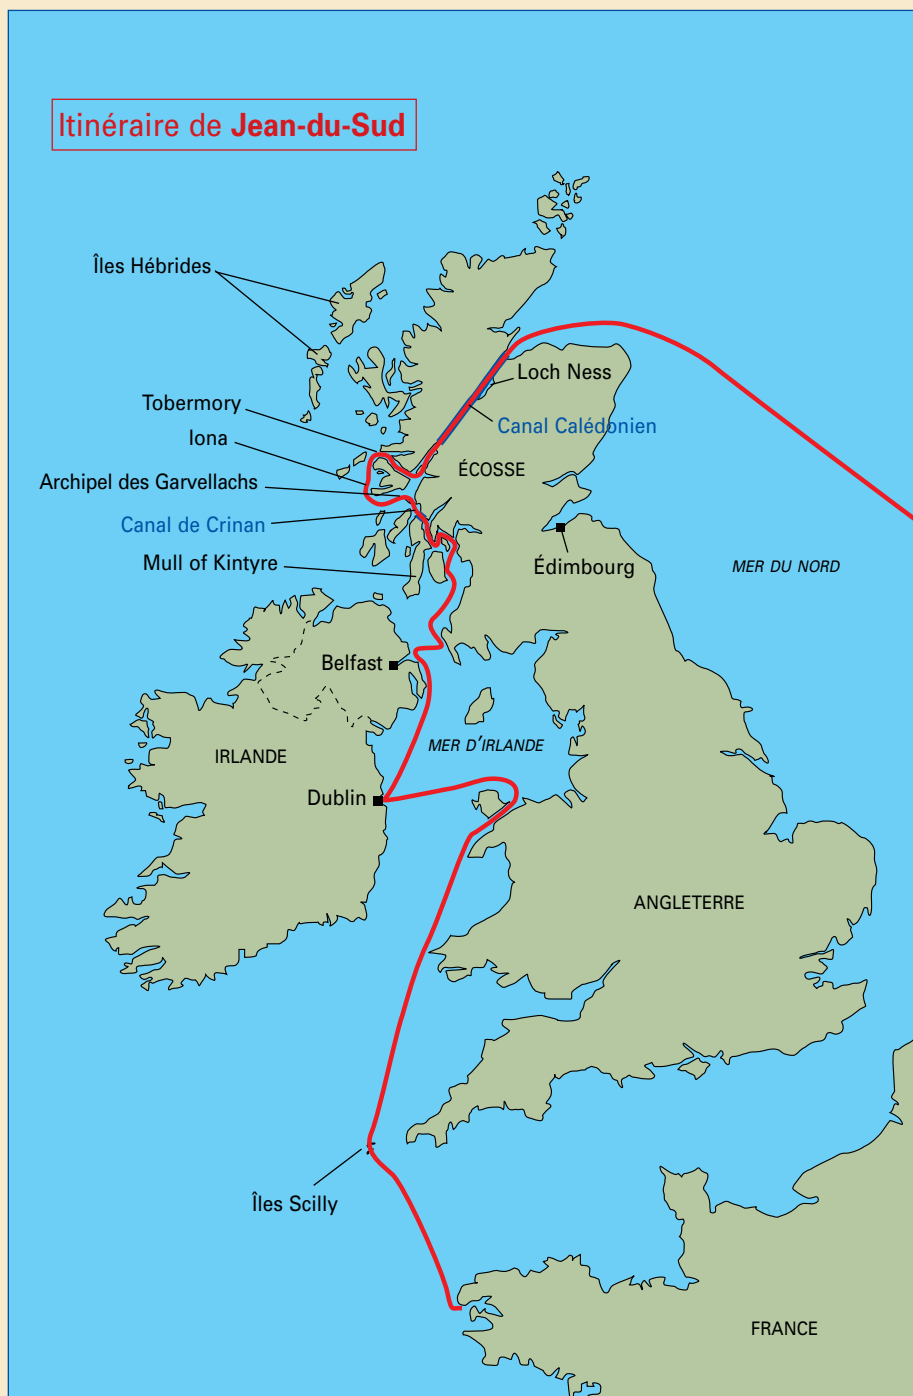 Itinéraire de Jean-du-Sud
Îles Hébrides
Loch Ness
Tobermory
Canal Calédonien
Iona
ÉCOSSE
Archipel des Garvellachs
Canal de Crinan
Mull of Kintyre
Édimbourg
MER DU NORD
Belfast
MER D'IRLANDE
IRLANDE
Dublin
ANGLETERRE
Îles Scilly
FRANCE